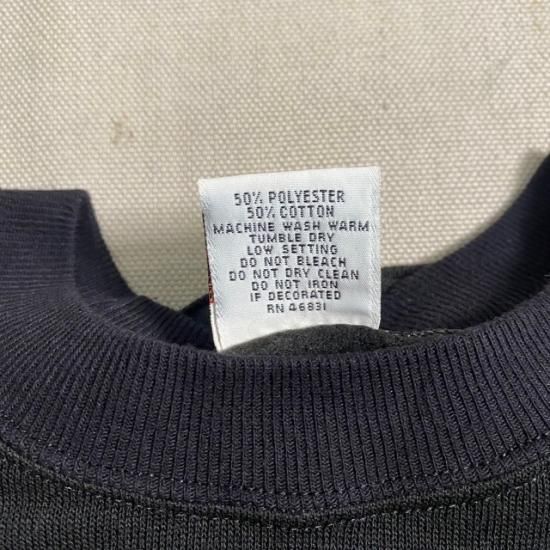 50% POLYESTER
50% COTTON
MACHINE WASH WARM
TUMBLE DRY
LOW SETTING
DO NOT BLEACH
DO NOT DRY CLEAN
DO NOT IRON
IF DECORATED
RN 46831